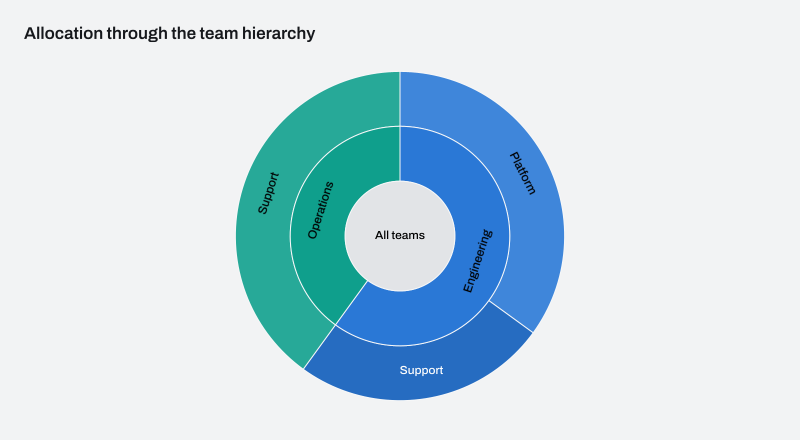 Allocation through the team hierarchy
Platform
Support
Operations
All teams
Engineering
Support